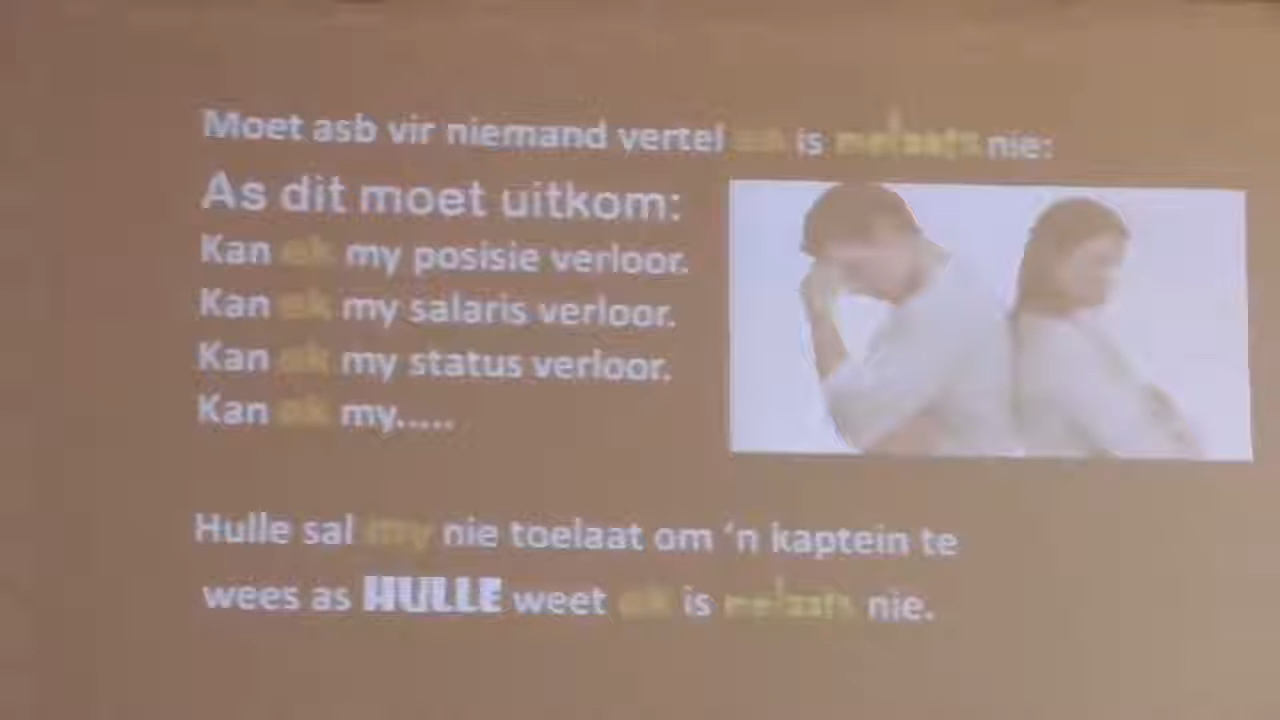 Moet asb vir niemand vertel ek is melaats nie:
As dit moet uitkom:
Kan ek my posisie verloor.
Kan ek my salaris verloor.
Kan ek my status verloor.
Kan ek my.....
Hulle sal my nie toelaat om ‘n kaptein te
wees as HULLE weet ek is melaats nie.